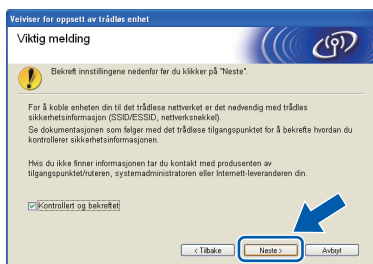 Veiviser for oppsett av trådløs enhet
Viktig melding
Bekreft innstillingene nedenfor før du klikker på "Neste".
For å koble enheten din til det trådløse nettverket er det nødvendig med trådløs
sikkerhetsinformasjon (SSID/ESSID, nettverksnøkkel).
Se dokumentasjonen som følger med det trådløse tilgangspunktet for å bekrefte hvordan du
kontrollerer sikkerhetsinformasjonen.
Hvis du ikke finner informasjonen tar du kontakt med produsenten av
tilgangspunktet/ruteren, systemadministratoren eller Internett-leverandøren din.
Kontrollert og bekreftet
< Tilbake Neste > Avbryt